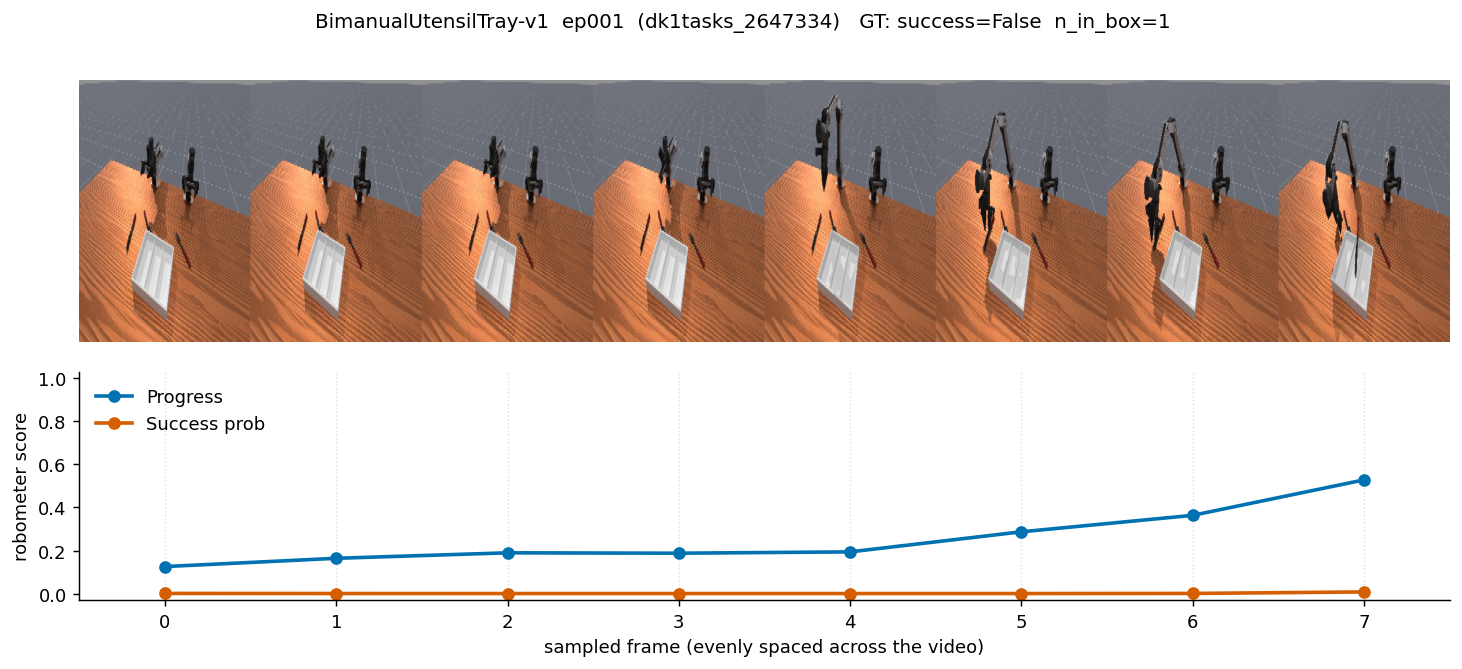 BimanualUtensilTray-v1 ep001 (dk1tasks_2647334) GT: success=False n_in_box=1
1.0
0.8
0.6
0.4
0.2
0.0
robometer score
Progress
Success prob
0 1 2 3 4 5 6 7
sampled frame (evenly spaced across the video)